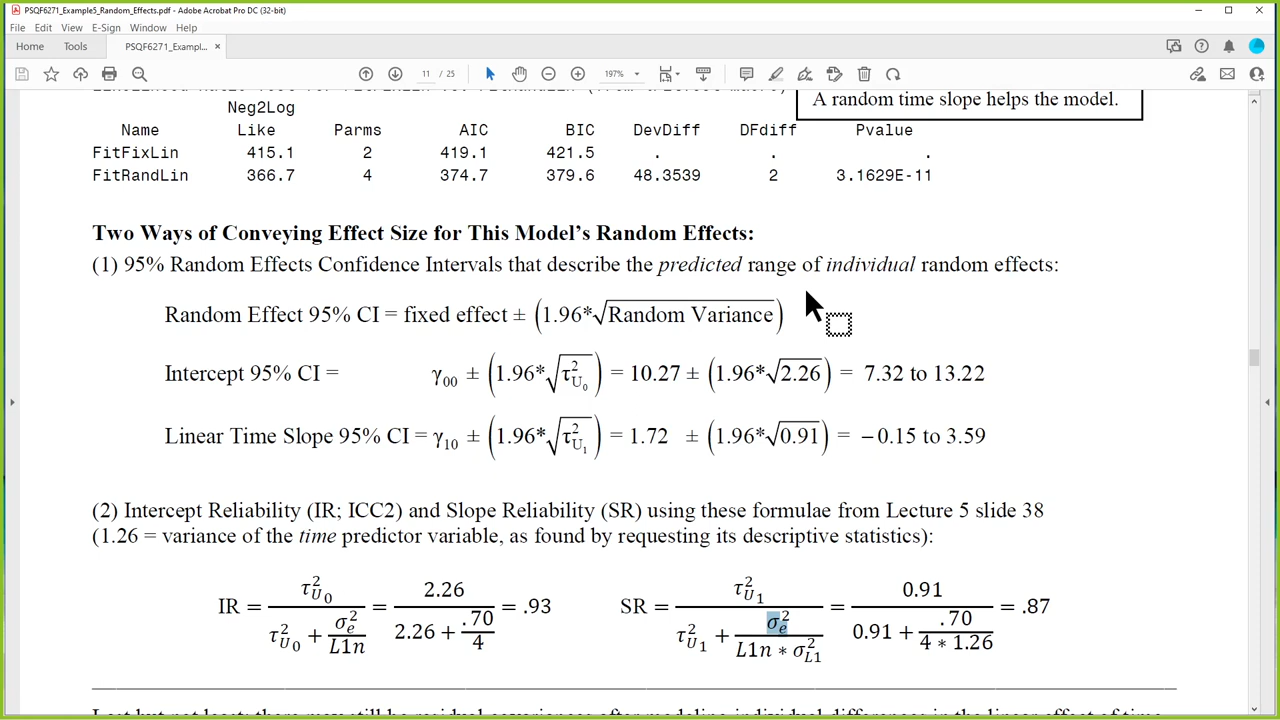 PSQF6271_Example5_Random_Effects.pdf - Adobe Acrobat Pro DC (32-bit)
File Edit View E-Sign Window Help
Home Tools PSQF6271_Exampl... ×
11 / 25 197%
A random time slope helps the model.
Neg2Log
Name Like Parms AIC BIC DevDiff DFdiff Pvalue
FitFixLin 415.1 2 419.1 421.5 . . .
FitRandLin 366.7 4 374.7 379.6 48.3539 2 3.1629E-11
Two Ways of Conveying Effect Size for This Model's Random Effects:
(1) 95% Random Effects Confidence Intervals that describe the predicted range of individual random effects:
Random Effect 95% CI = fixed effect ± (1.96*√Random Variance)
Intercept 95% CI = γ₀₀ ± (1.96*√τ²U₀) = 10.27 ± (1.96*√2.26) = 7.32 to 13.22
Linear Time Slope 95% CI = γ₁₀ ± (1.96*√τ²U₁) = 1.72 ± (1.96*√0.91) = −0.15 to 3.59
(2) Intercept Reliability (IR; ICC2) and Slope Reliability (SR) using these formulae from Lecture 5 slide 38
(1.26 = variance of the time predictor variable, as found by requesting its descriptive statistics):
IR = τ²U₀ / (τ²U₀ + σ²e / L1n) = 2.26 / (2.26 + .70 / 4) = .93 SR = τ²U₁ / (τ²U₁ + σ²e / (L1n * σ²L1)) = 0.91 / (0.91 + .70 / (4 * 1.26)) = .87